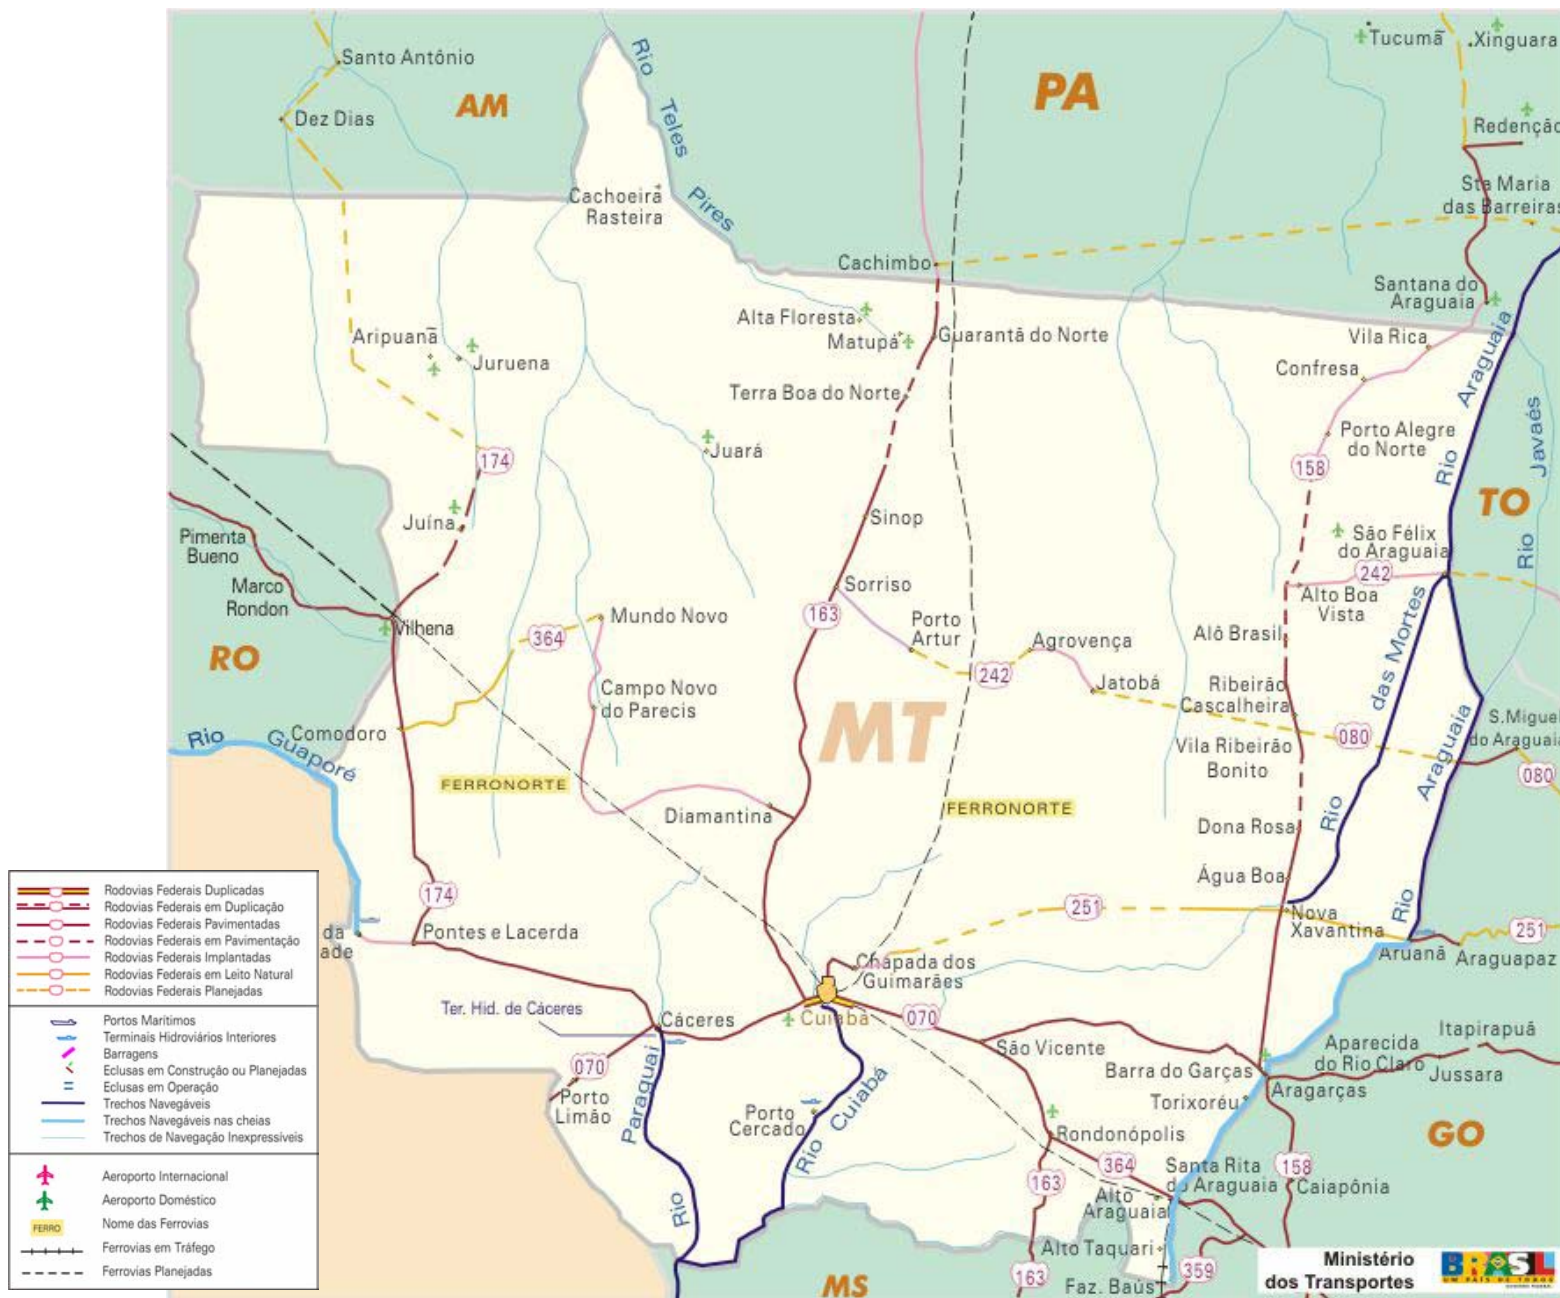 Santo Antônio
AM
Dez Dias
Rio Teles Pires
Cachoeira
Rasteira
PA
Tucumã
Xinguara
Redenção
Sta Maria
das Barreiras
Cachimbo
Santana do
Araguaia
Alta Floresta
Matupá
Guarantã do Norte
Vila Rica
Confresa
Aripuanã
Juruena
Terra Boa do Norte
Rio Araguaia
Rio Javaés
Porto Alegre
do Norte
Juará
174
158
TO
Juína
Sinop
São Félix
do Araguaia
Pimenta
Bueno
Marco
Rondon
242
Sorriso
Alto Boa
Vista
Mundo Novo
163
Porto
Artur
Vilhena
364
Agrovença
Alô Brasil
RO
242
Jatobá
Ribeirão
Cascalheira
Campo Novo
do Parecis
MT
Rio das Mortes
Comodoro
Rio Guaporé
080
S.Miguel
do Araguaia
Vila Ribeirão
Bonito
080
FERRONORTE
FERRONORTE
Diamantina
Dona Rosa
Água Boa
Rio Araguaia
174
251
Nova
Xavantina
251
da
ade
Pontes e Lacerda
Aruanã
Araguapaz
Chapada dos
Guimarães
Ter. Hid. de Cáceres
Cáceres
Cuiabá
070
São Vicente
Itapirapuã
Aparecida
do Rio Claro
Jussara
070
Porto
Limão
Barra do Garças
Aragarças
Torixoréu
Rio Paraguai
Porto
Cercado
Rio Cuiabá
Rondonópolis
GO
364
163
Santa Rita
do Araguaia
158
Caiapônia
Alto
Araguaia
Alto Taquari
163
Faz. Baús
359
MS
Rodovias Federais Duplicadas
Rodovias Federais em Duplicação
Rodovias Federais Pavimentadas
Rodovias Federais em Pavimentação
Rodovias Federais Implantadas
Rodovias Federais em Leito Natural
Rodovias Federais Planejadas
Portos Marítimos
Terminais Hidroviários Interiores
Barragens
Eclusas em Construção ou Planejadas
Eclusas em Operação
Trechos Navegáveis
Trechos Navegáveis nas cheias
Trechos de Navegação Inexpressíveis
Aeroporto Internacional
Aeroporto Doméstico
FERRO
Nome das Ferrovias
Ferrovias em Tráfego
Ferrovias Planejadas
Ministério
dos Transportes
BRASIL
UM PAÍS DE TODOS
GOVERNO FEDERAL